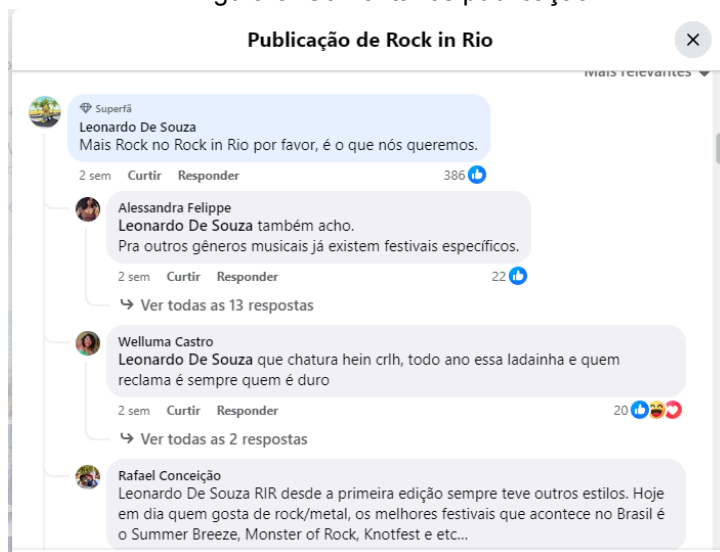 Publicação de Rock in Rio
Mais relevantes
Superfã
Leonardo De Souza
Mais Rock no Rock in Rio por favor, é o que nós queremos.
2 sem Curtir Responder 386
Alessandra Felippe
Leonardo De Souza também acho.
Pra outros gêneros musicais já existem festivais específicos.
2 sem Curtir Responder 22
Ver todas as 13 respostas
Welluma Castro
Leonardo De Souza que chatura hein crlh, todo ano essa ladainha e quem
reclama é sempre quem é duro
2 sem Curtir Responder 20
Ver todas as 2 respostas
Rafael Conceição
Leonardo De Souza RIR desde a primeira edição sempre teve outros estilos. Hoje
em dia quem gosta de rock/metal, os melhores festivais que acontece no Brasil é
o Summer Breeze, Monster of Rock, Knotfest e etc...